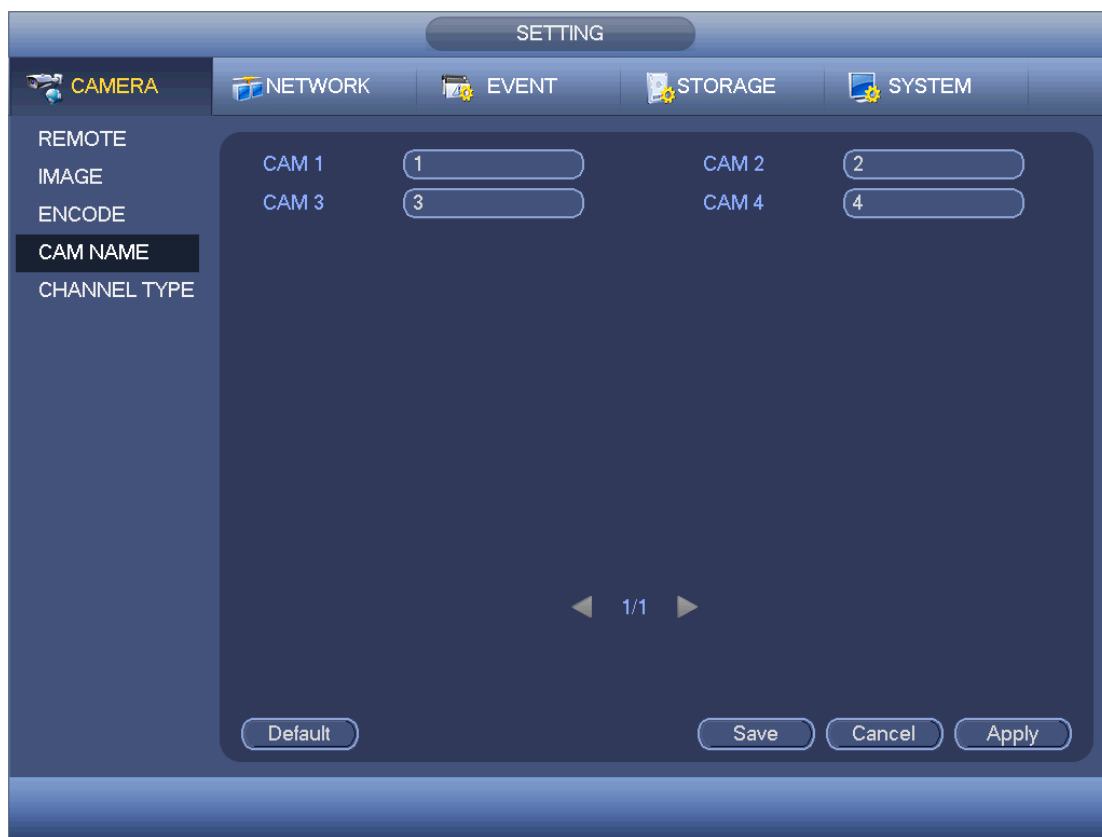 SETTING
CAMERA NETWORK EVENT STORAGE SYSTEM
REMOTE
IMAGE
ENCODE
CAM NAME
CHANNEL TYPE
CAM 1 1 CAM 2 2
CAM 3 3 CAM 4 4
1/1
Default Save Cancel Apply